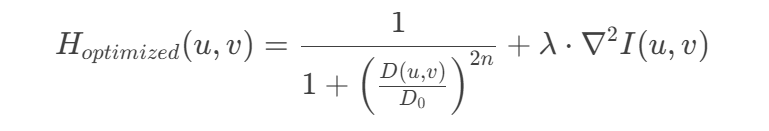 H_{optimized}(u, v) = \frac{1}{1 + \left( \frac{D(u,v)}{D_0} \right)^{2n}} + \lambda \cdot \nabla^2 I(u, v)